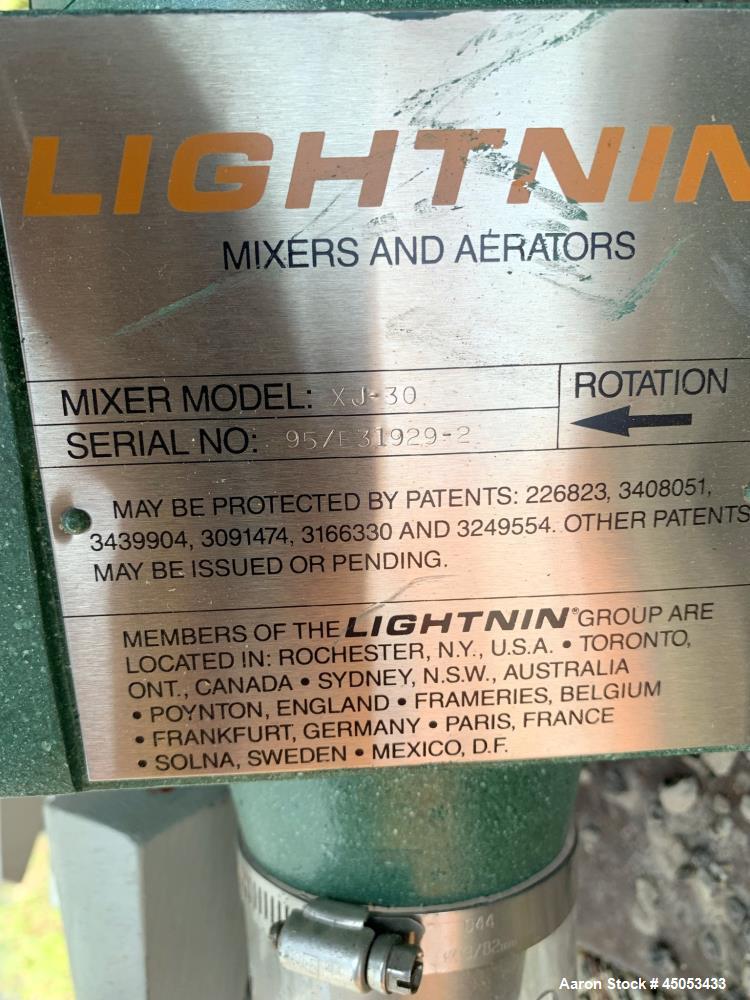 LIGHTNIN
MIXERS AND AERATORS
MIXER MODEL: XJ-30
ROTATION
SERIAL NO: 95/E31929-2
MAY BE PROTECTED BY PATENTS: 226823, 3408051,
3439904, 3091474, 3166330 AND 3249554. OTHER PATENTS
MAY BE ISSUED OR PENDING.
MEMBERS OF THE LIGHTNIN® GROUP ARE
LOCATED IN: ROCHESTER, N.Y., U.S.A. • TORONTO,
ONT., CANADA • SYDNEY, N.S.W., AUSTRALIA
• POYNTON, ENGLAND • FRAMERIES, BELGIUM
• FRANKFURT, GERMANY • PARIS, FRANCE
• SOLNA, SWEDEN • MEXICO, D.F.
Aaron Stock # 45053433